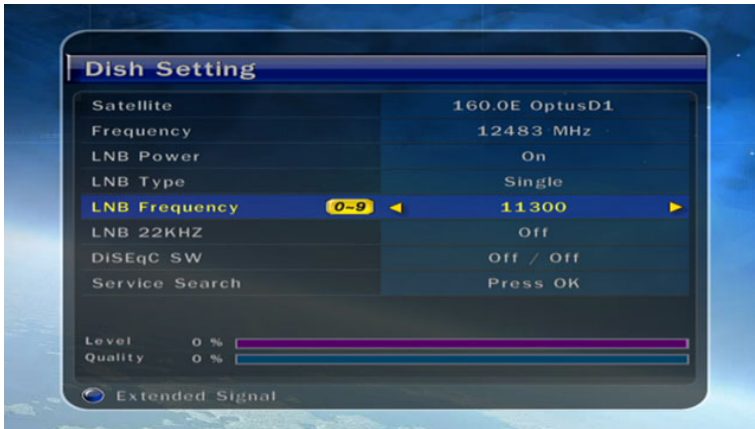 Dish Setting
Satellite 160.0E OptusD1
Frequency 12483 MHz
LNB Power On
LNB Type Single
LNB Frequency 0~9 ◀ 11300 ▶
LNB 22KHZ Off
DiSEqC SW Off / Off
Service Search Press OK
Level 0 %
Quality 0 %
Extended Signal